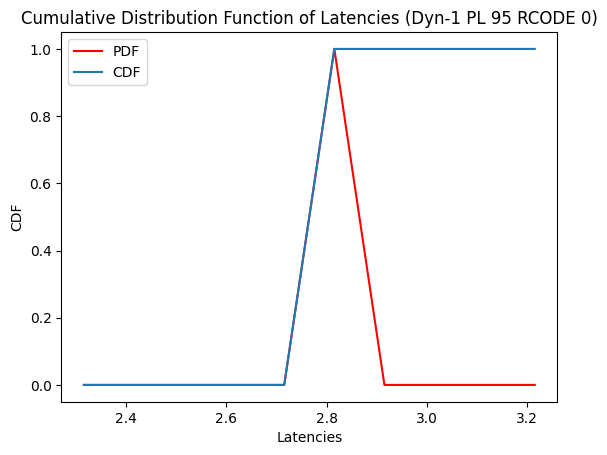 Cumulative Distribution Function of Latencies (Dyn-1 PL 95 RCODE 0)
PDF
CDF
CDF
1.0
0.8
0.6
0.4
0.2
0.0
2.4 2.6 2.8 3.0 3.2
Latencies